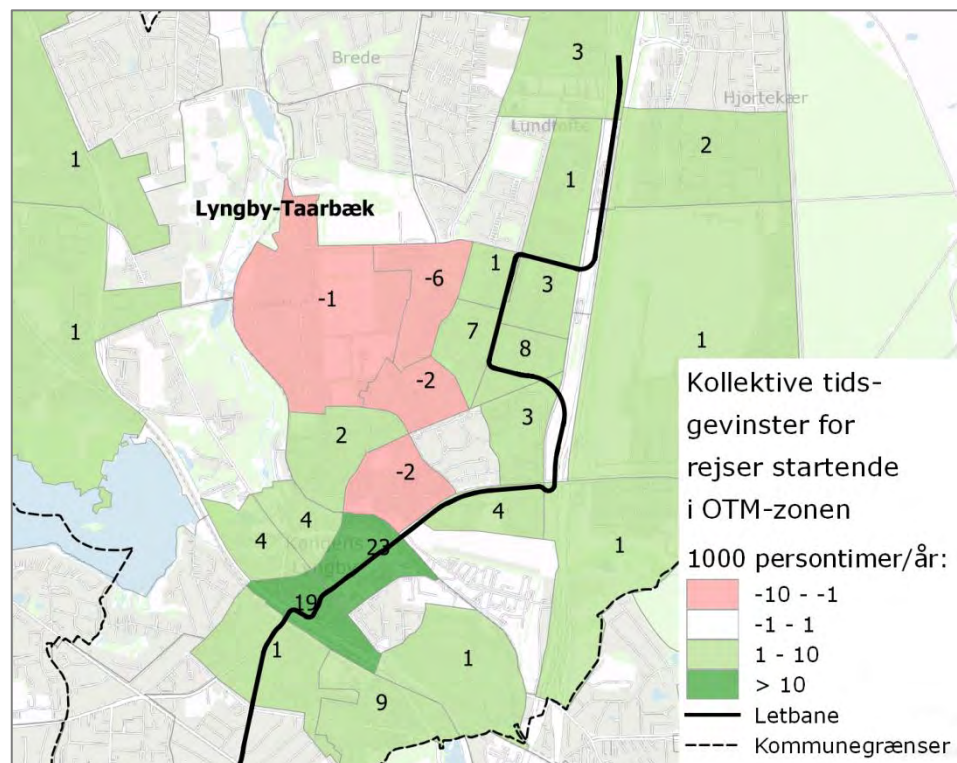 Brede
3
Hjortekær
Lundtofte
2
1
1
Lyngby-Taarbæk
1
-6
3
-1
1
7
8
1
-2
3
2
-2
4
4
4
Kongens
Lyngby
23
1
19
1
1
9
Kollektive tids-
gevinster for
rejser startende
i OTM-zonen
1000 persontimer/år:
-10 - -1
-1 - 1
1 - 10
> 10
Letbane
Kommunegrænser